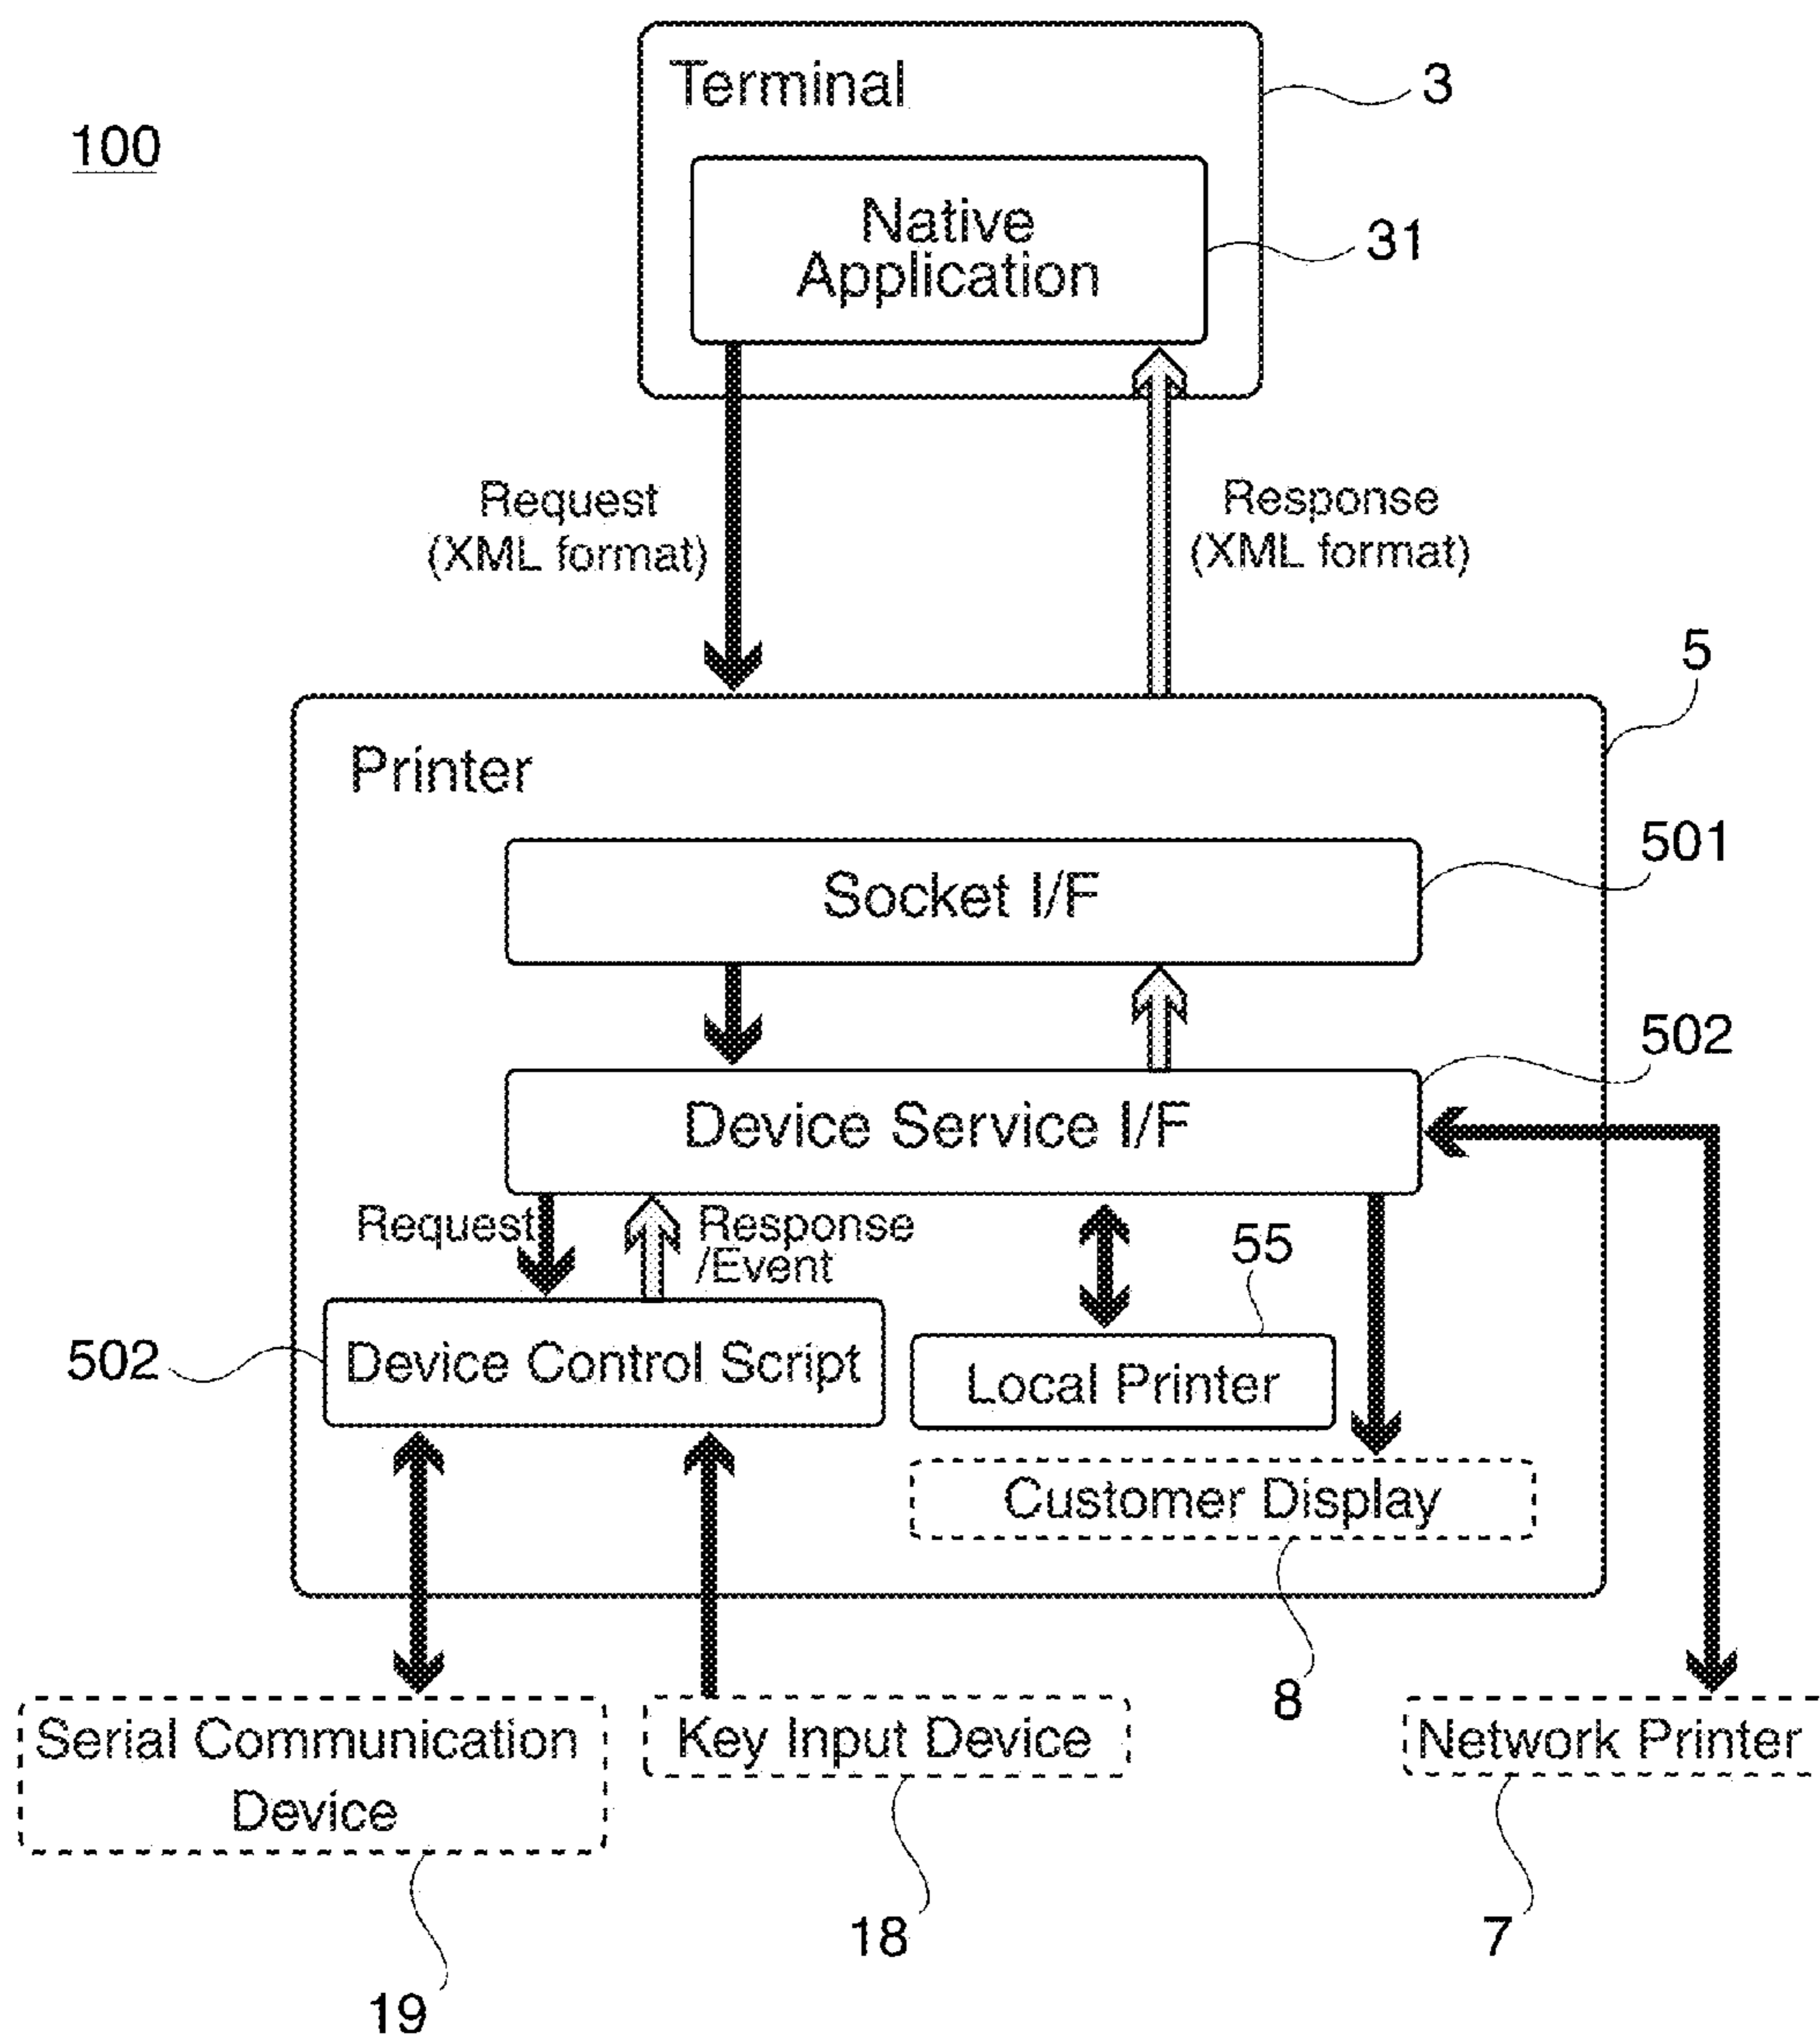 Terminal
3
100
Native
Application
31
Request
(XML format)
Response
(XML format)
5
Printer
501
Socket I/F
502
Device Service I/F
Request
Response
/Event
55
502
Device Control Script
Local Printer
Customer Display
8
Serial Communication
Device
Key Input Device
Network Printer
18
7
19